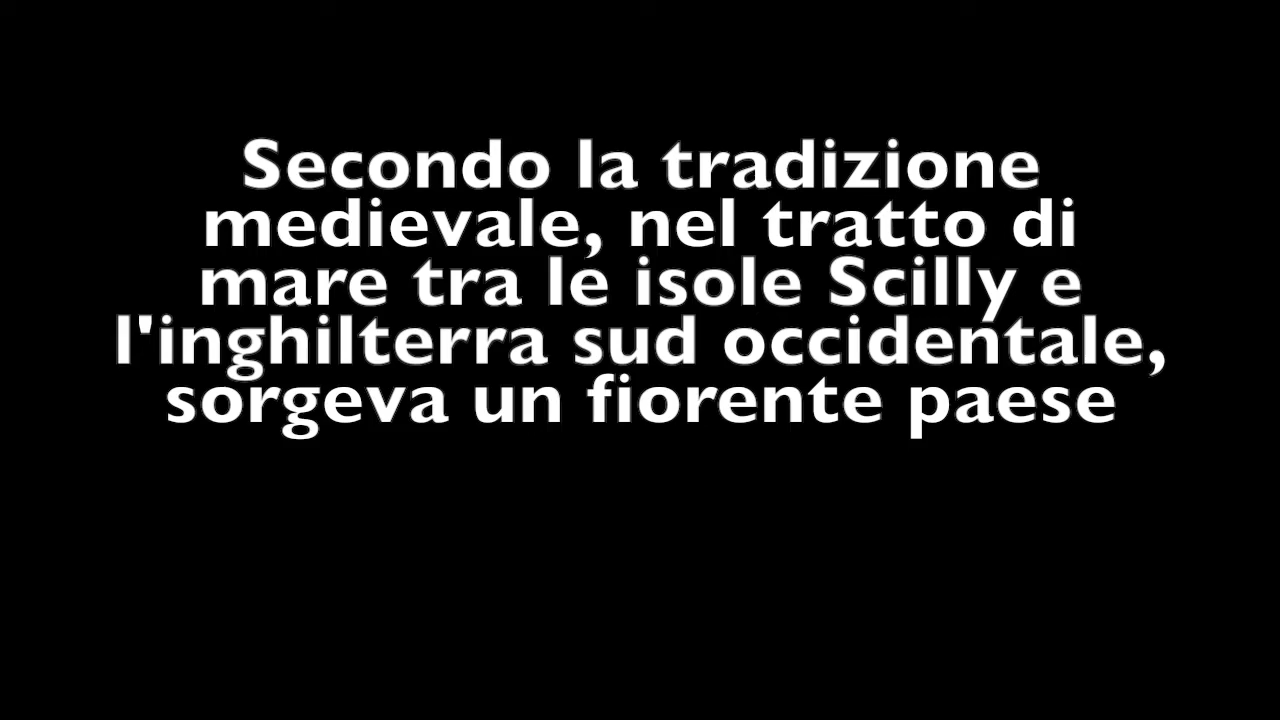 Secondo la tradizione
medievale, nel tratto di
mare tra le isole Scilly e
l'inghilterra sud occidentale,
sorgeva un fiorente paese